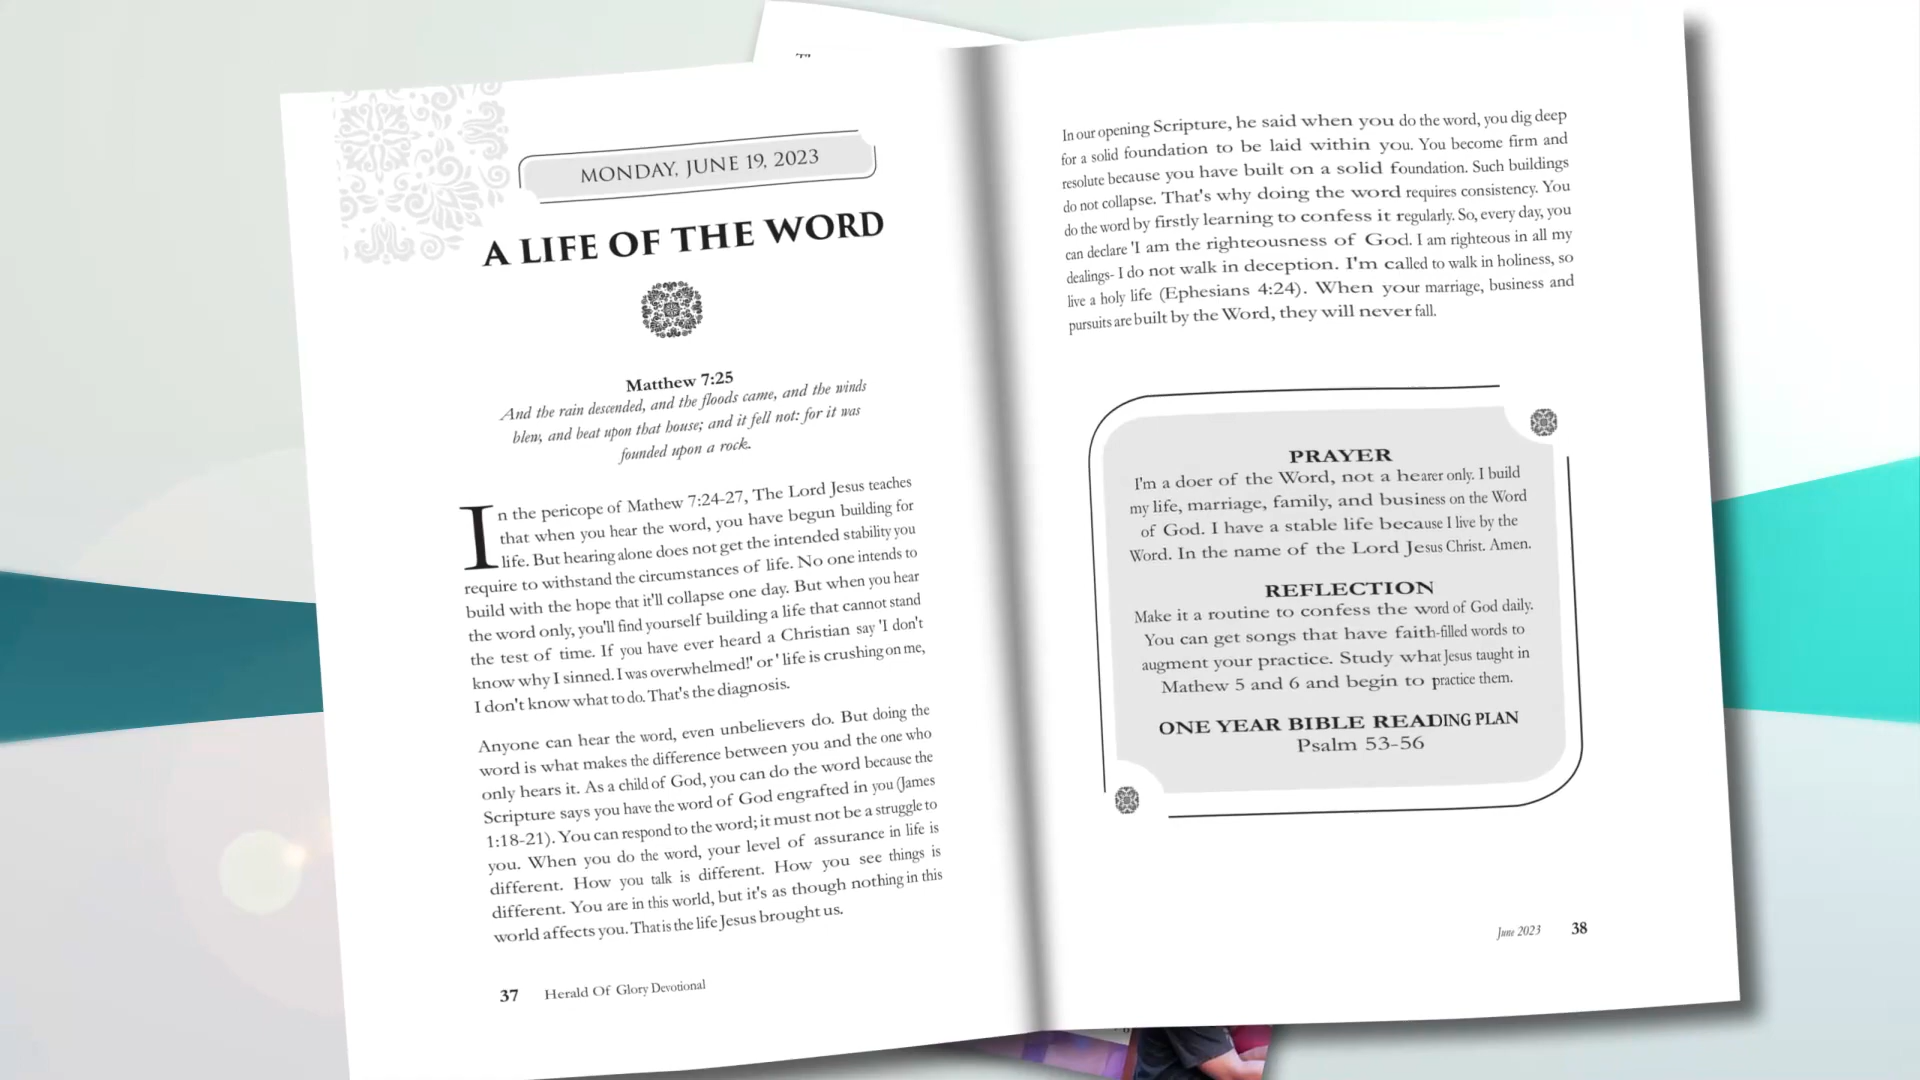 MONDAY, JUNE 19, 2023
A LIFE OF THE WORD
Matthew 7:25
And the rain descended, and the floods came, and the winds
blew, and beat upon that house; and it fell not: for it was
founded upon a rock.
In the pericope of Mathew 7:24-27, The Lord Jesus teaches
that when you hear the word, you have begun building for
life. But hearing alone does not get the intended stability you
require to withstand the circumstances of life. No one intends to
build with the hope that it'll collapse one day. But when you hear
the word only, you'll find yourself building a life that cannot stand
the test of time. If you have ever heard a Christian say 'I don't
know why I sinned. I was overwhelmed!' or ' life is crushing on me,
I don't know what to do. That's the diagnosis.
Anyone can hear the word, even unbelievers do. But doing the
word is what makes the difference between you and the one who
only hears it. As a child of God, you can do the word because the
Scripture says you have the word of God engrafted in you (James
1:18-21). You can respond to the word; it must not be a struggle to
you. When you do the word, your level of assurance in life is
different. How you talk is different. How you see things is
different. You are in this world, but it's as though nothing in this
world affects you. That is the life Jesus brought us.
37 Herald Of Glory Devotional
In our opening Scripture, he said when you do the word, you dig deep
for a solid foundation to be laid within you. You become firm and
resolute because you have built on a solid foundation. Such buildings
do not collapse. That's why doing the word requires consistency. You
do the word by firstly learning to confess it regularly. So, every day, you
can declare 'I am the righteousness of God. I am righteous in all my
dealings- I do not walk in deception. I'm called to walk in holiness, so
live a holy life (Ephesians 4:24). When your marriage, business and
pursuits are built by the Word, they will never fall.
PRAYER
I'm a doer of the Word, not a hearer only. I build
my life, marriage, family, and business on the Word
of God. I have a stable life because I live by the
Word. In the name of the Lord Jesus Christ. Amen.
REFLECTION
Make it a routine to confess the word of God daily.
You can get songs that have faith-filled words to
augment your practice. Study what Jesus taught in
Mathew 5 and 6 and begin to practice them.
ONE YEAR BIBLE READING PLAN
Psalm 53-56
June 2023 38